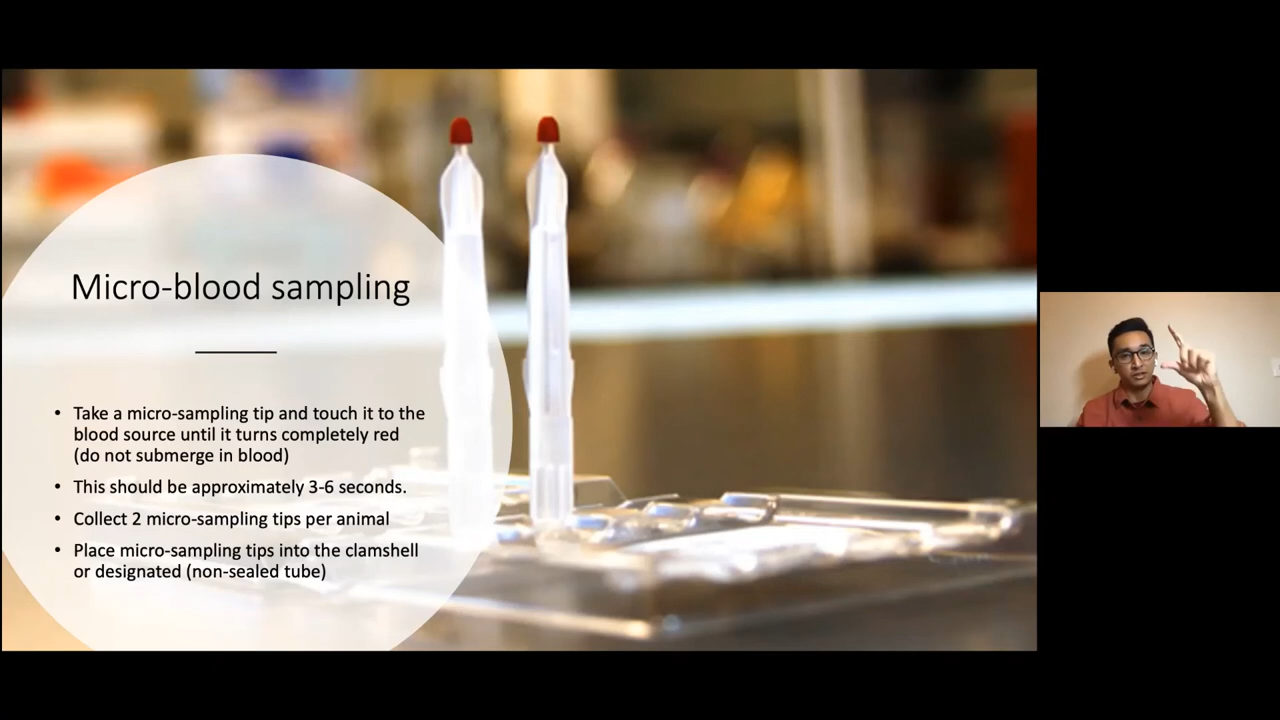 Micro-blood sampling
• Take a micro-sampling tip and touch it to the
blood source until it turns completely red
(do not submerge in blood)
• This should be approximately 3-6 seconds.
• Collect 2 micro-sampling tips per animal
• Place micro-sampling tips into the clamshell
or designated (non-sealed tube)